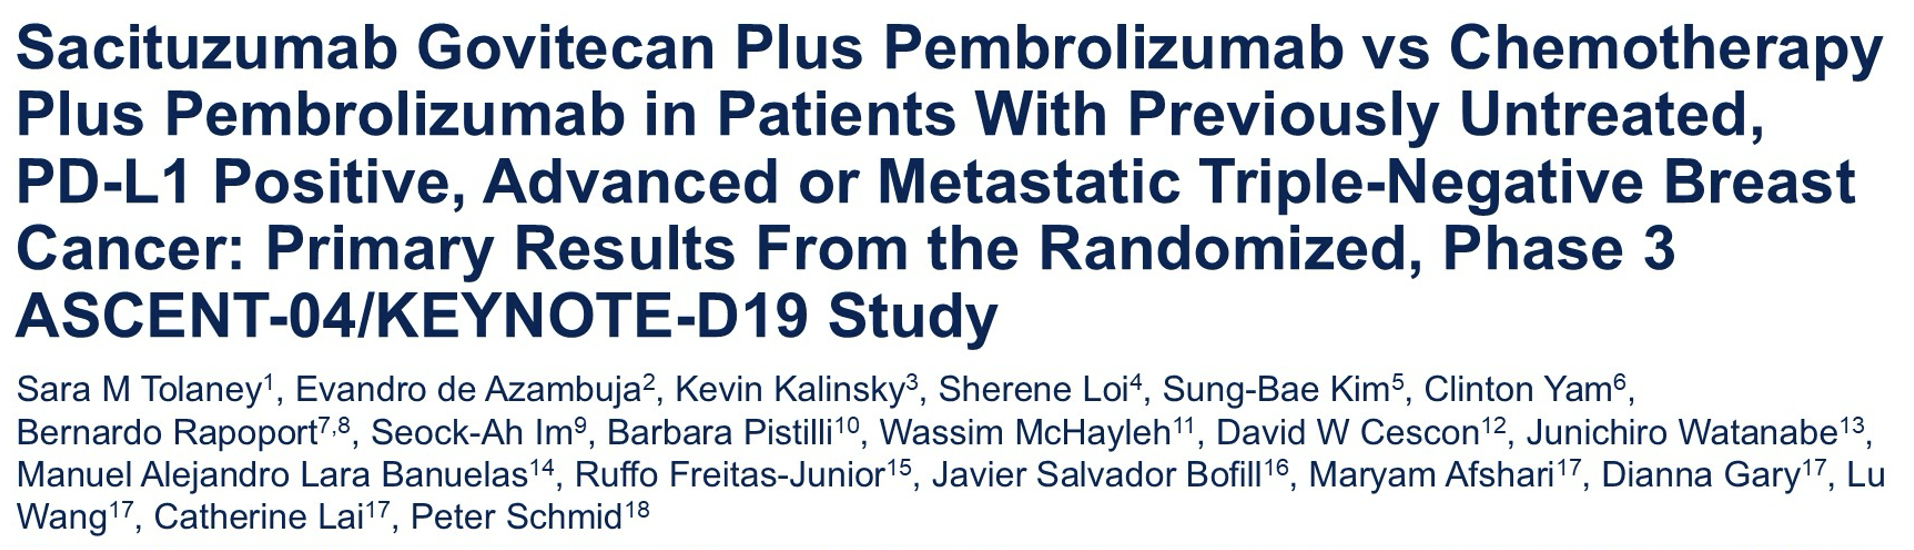 Sacituzumab Govitecan Plus Pembrolizumab vs Chemotherapy
Plus Pembrolizumab in Patients With Previously Untreated,
PD-L1 Positive, Advanced or Metastatic Triple-Negative Breast
Cancer: Primary Results From the Randomized, Phase 3
ASCENT-04/KEYNOTE-D19 Study
Sara M Tolaney¹, Evandro de Azambuja², Kevin Kalinsky³, Sherene Loi⁴, Sung-Bae Kim⁵, Clinton Yam⁶,
Bernardo Rapoport⁷,⁸, Seock-Ah Im⁹, Barbara Pistilli¹⁰, Wassim McHayleh¹¹, David W Cescon¹², Junichiro Watanabe¹³,
Manuel Alejandro Lara Banuelas¹⁴, Ruffo Freitas-Junior¹⁵, Javier Salvador Bofill¹⁶, Maryam Afshari¹⁷, Dianna Gary¹⁷, Lu
Wang¹⁷, Catherine Lai¹⁷, Peter Schmid¹⁸